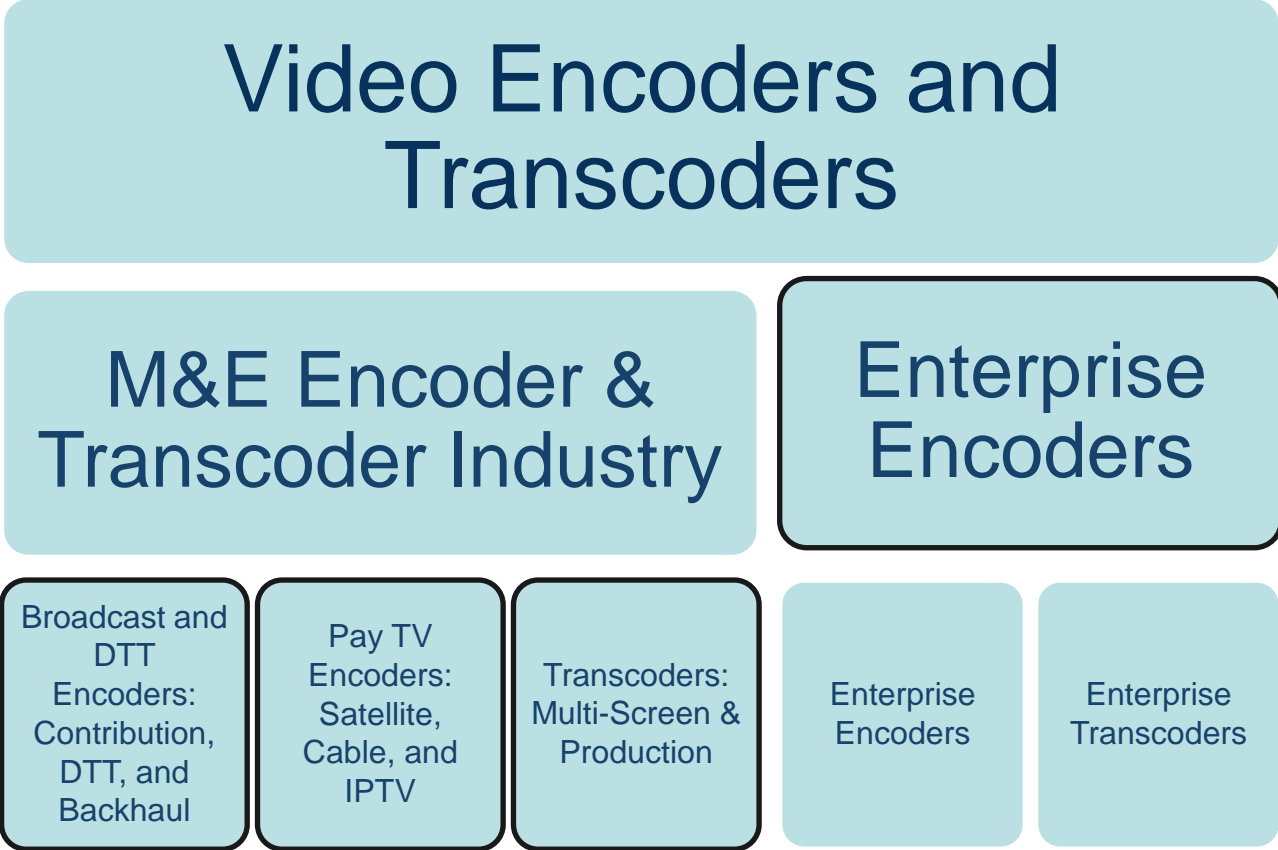 Video Encoders and
Transcoders
M&E Encoder &
Transcoder Industry
Enterprise
Encoders
Broadcast and
DTT
Encoders:
Contribution,
DTT, and
Backhaul
Pay TV
Encoders:
Satellite,
Cable, and
IPTV
Transcoders:
Multi-Screen &
Production
Enterprise
Encoders
Enterprise
Transcoders